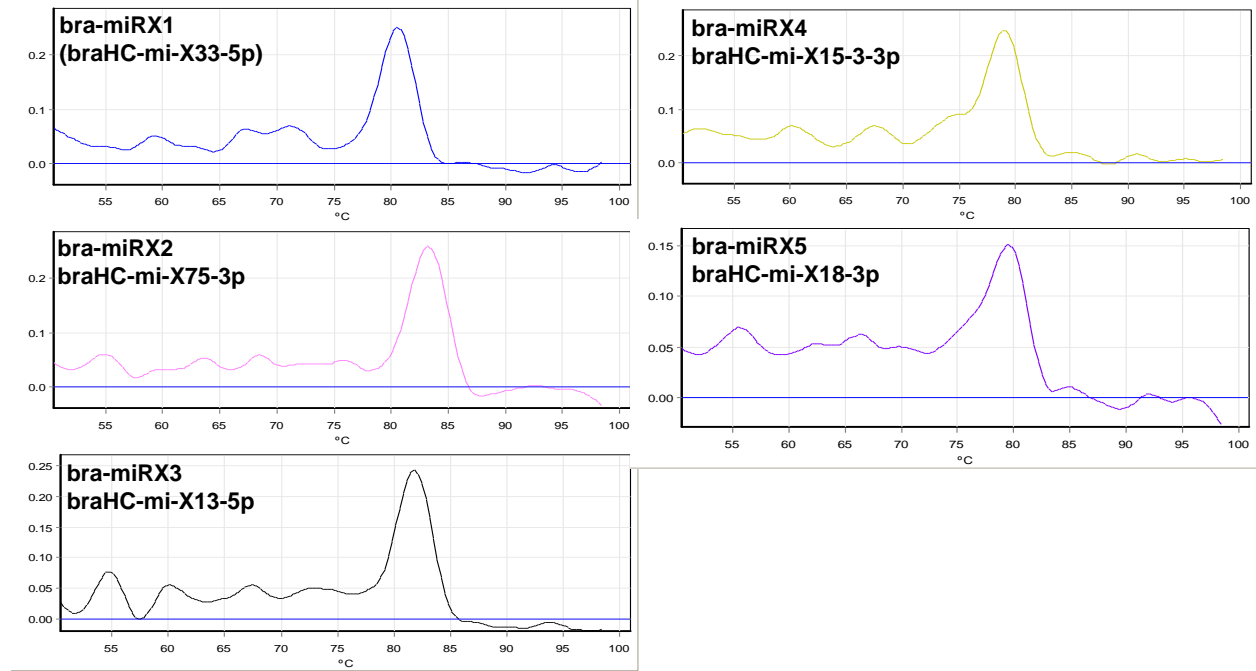 bra-miRX1
(braHC-mi-X33-5p)
0.2
0.1
0.0
55 60 65 70 75 80 85 90 95 100
ºC
bra-miRX2
braHC-mi-X75-3p
0.2
0.1
0.0
55 60 65 70 75 80 85 90 95 100
ºC
bra-miRX3
braHC-mi-X13-5p
0.25
0.20
0.15
0.10
0.05
0.00
55 60 65 70 75 80 85 90 95 100
ºC
bra-miRX4
braHC-mi-X15-3-3p
0.2
0.1
0.0
55 60 65 70 75 80 85 90 95 100
ºC
bra-miRX5
braHC-mi-X18-3p
0.15
0.10
0.05
0.00
55 60 65 70 75 80 85 90 95 100
ºC